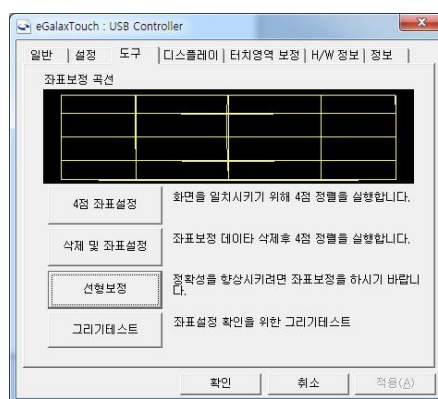 eGalaxTouch : USB Controller
일반 설정 도구 디스플레이 터치영역 보정 H/W 정보 정보
좌표보정 곡선
4점 좌표설정
화면을 일치시키기 위해 4점 정렬을 실행합니다.
삭제 및 좌표설정
좌표보정 데이타 삭제후 4점 정렬을 실행합니다.
선형보정
정확성을 향상시키려면 좌표보정을 하시기 바랍니
다.
그리기테스트
좌표설정 확인을 위한 그리기테스트
확인 취소 적용(A)